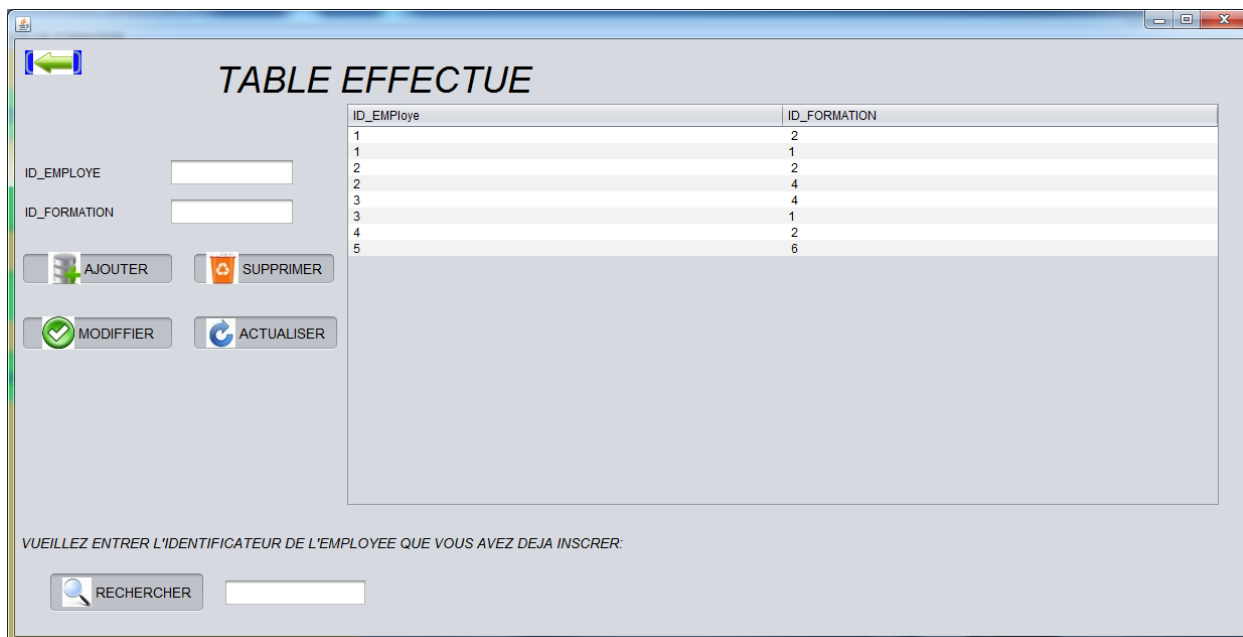 TABLE EFFECTUE
ID_EMPloye ID_FORMATION
1 2
1 1
2 2
2 4
3 4
3 1
4 2
5 6
ID_EMPLOYE
ID_FORMATION
AJOUTER SUPPRIMER
MODIFFIER ACTUALISER
VUEILLEZ ENTRER L'IDENTIFICATEUR DE L'EMPLOYEE QUE VOUS AVEZ DEJA INSCRER:
RECHERCHER